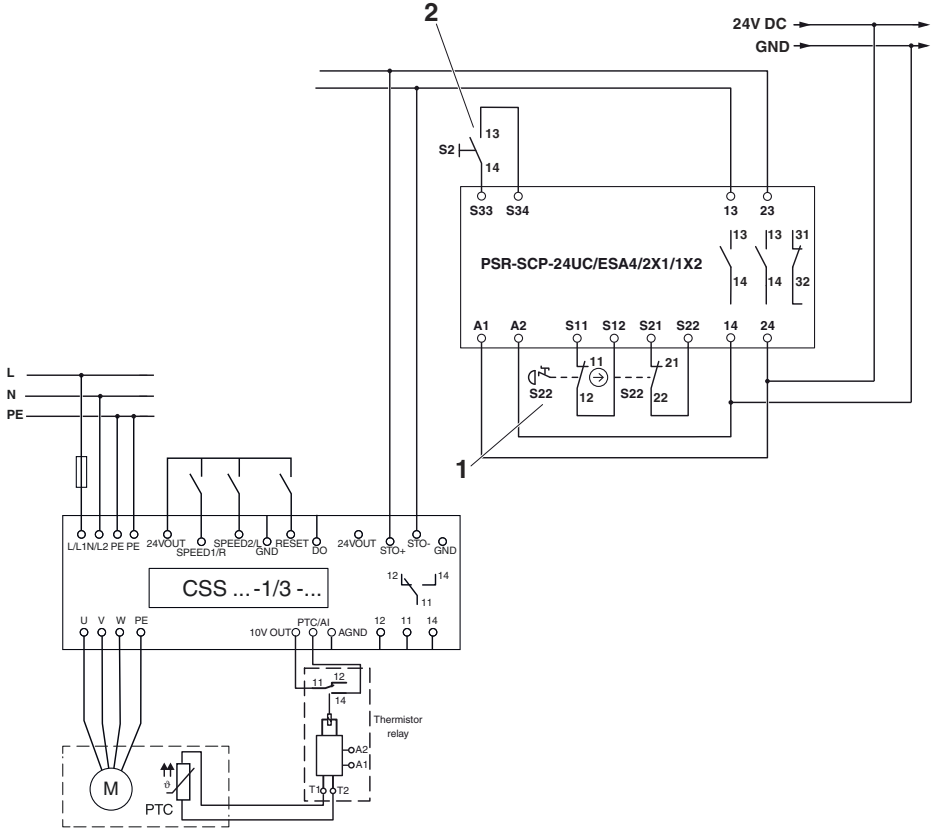 2
24V DC
GND
13
S2
14
S33 S34 13 23
13 13 31
PSR-SCP-24UC/ESA4/2X1/1X2
14 14 32
A1 A2 S11 S12 S21 S22 14 24
11 21
S22 12 S22 22
1
L
N
PE
L/L1 N/L2 PE PE 24VOUT SPEED1/R SPEED2/L GND RESET DO 24VOUT STO+ STO- GND
CSS ...-1/3 -...
12 14
11
U V W PE
10V OUT PTC/AI AGND 12 11 14
11 12
14
Thermistor
relay
A2
A1
T1 T2
M
ϑ
PTC